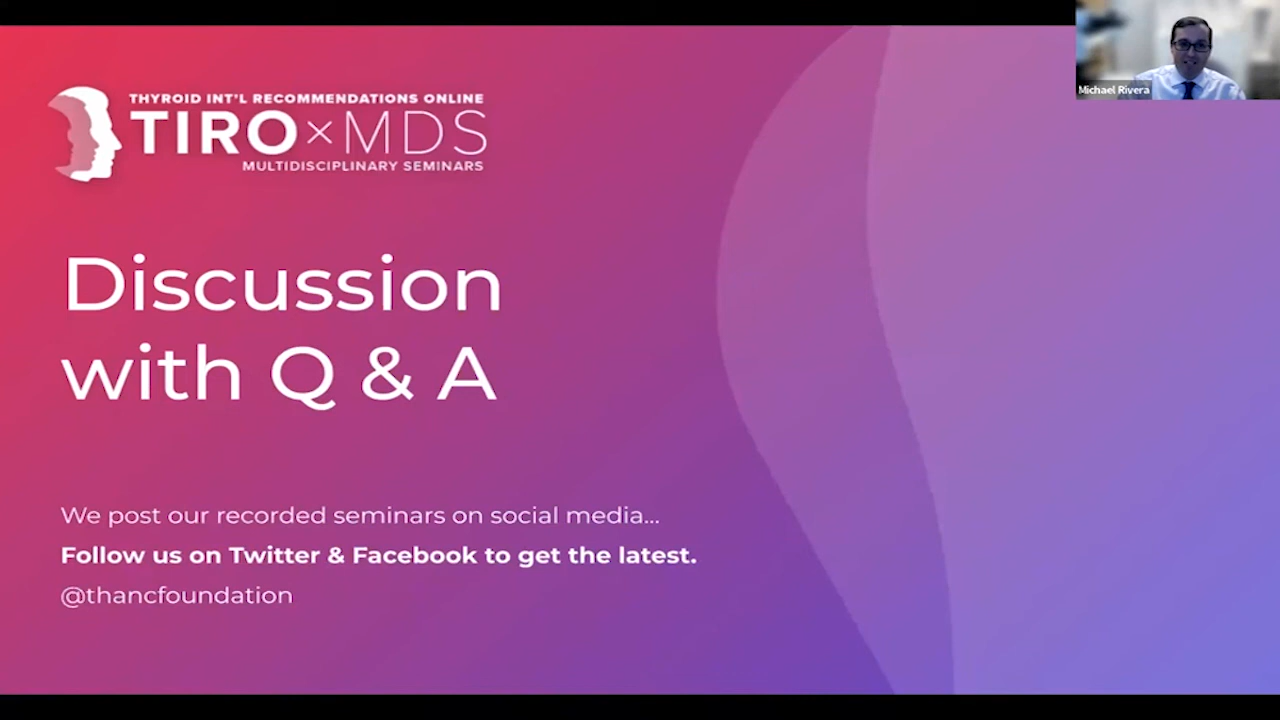 THYROID INT'L RECOMMENDATIONS ONLINE
TIRO×MDS
MULTIDISCIPLINARY SEMINARS
Michael Rivera
Discussion
with Q & A
We post our recorded seminars on social media...
Follow us on Twitter & Facebook to get the latest.
@thancfoundation